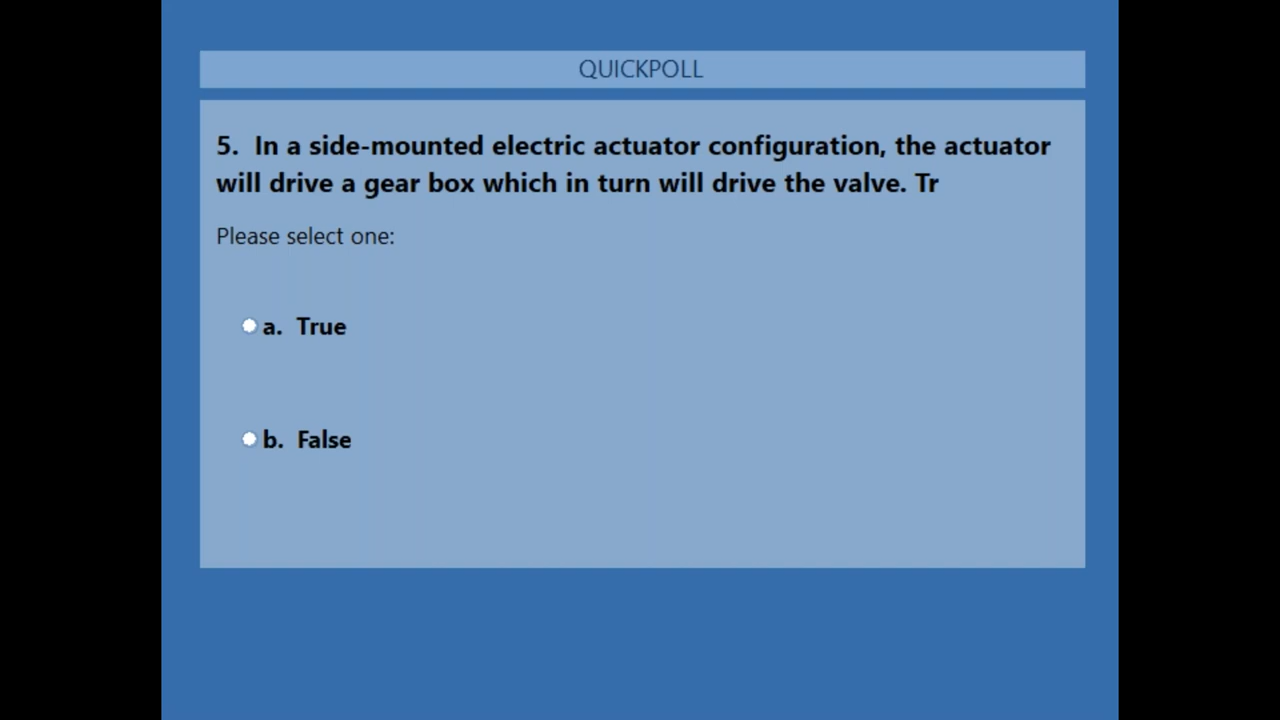 QUICKPOLL
5. In a side-mounted electric actuator configuration, the actuator
will drive a gear box which in turn will drive the valve. Tr
Please select one:
a. True
b. False